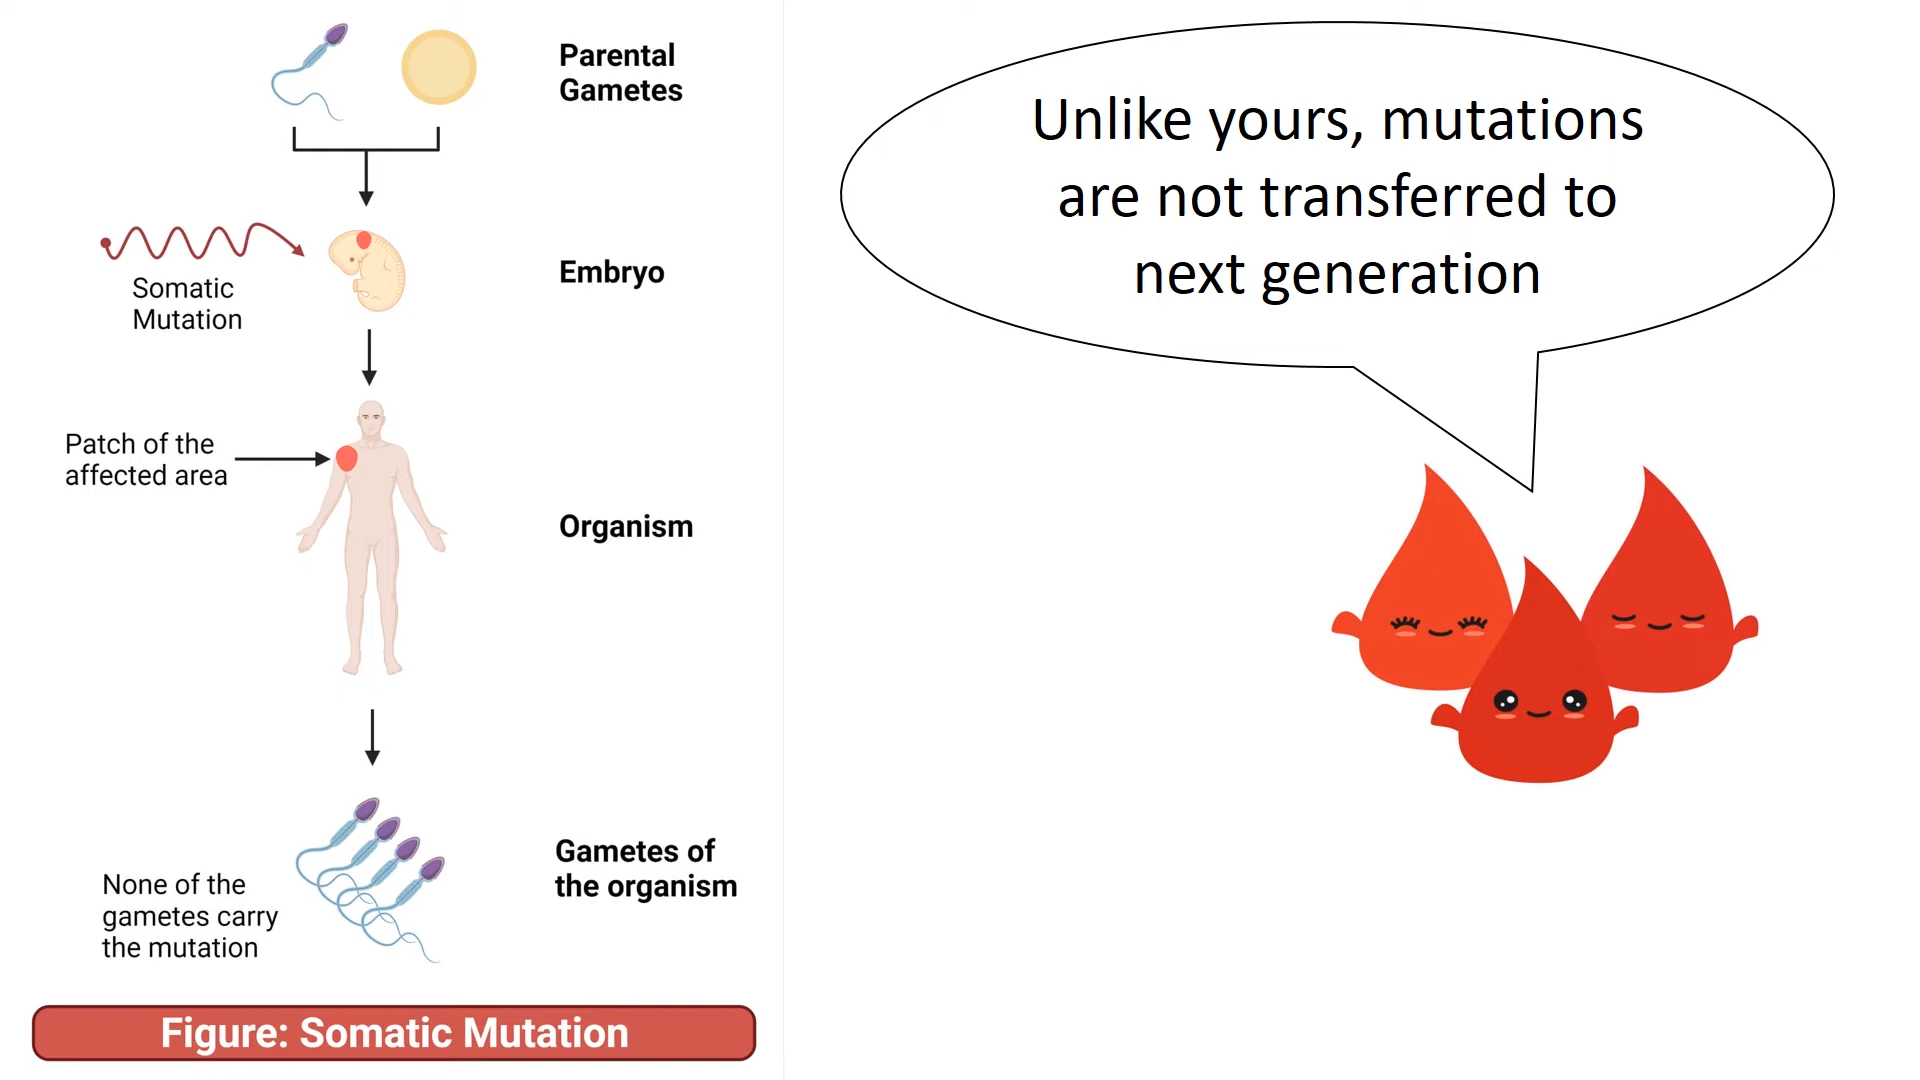 Parental
Gametes
Somatic
Mutation
Embryo
Patch of the
affected area
Organism
None of the
gametes carry
the mutation
Gametes of
the organism
Figure: Somatic Mutation
Unlike yours, mutations
are not transferred to
next generation